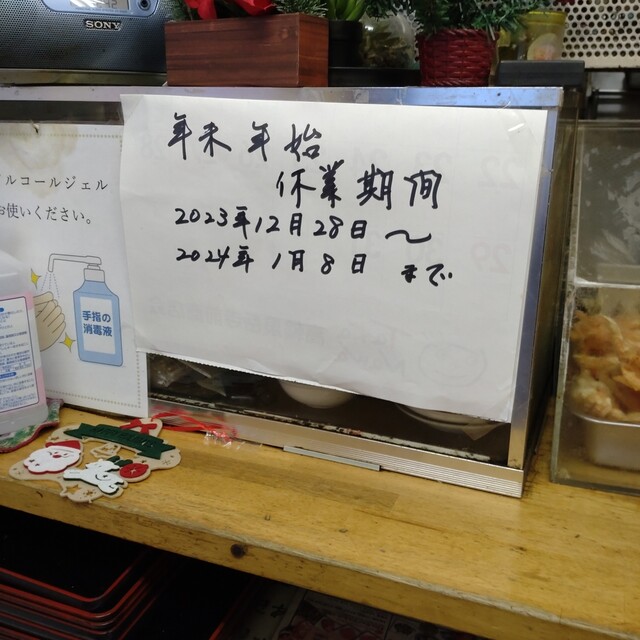 SONY
年末年始
休業期間
2023年12月28日〜
2024年1月8日まで
ルコールジェル
お使いください。
手指の
消毒液